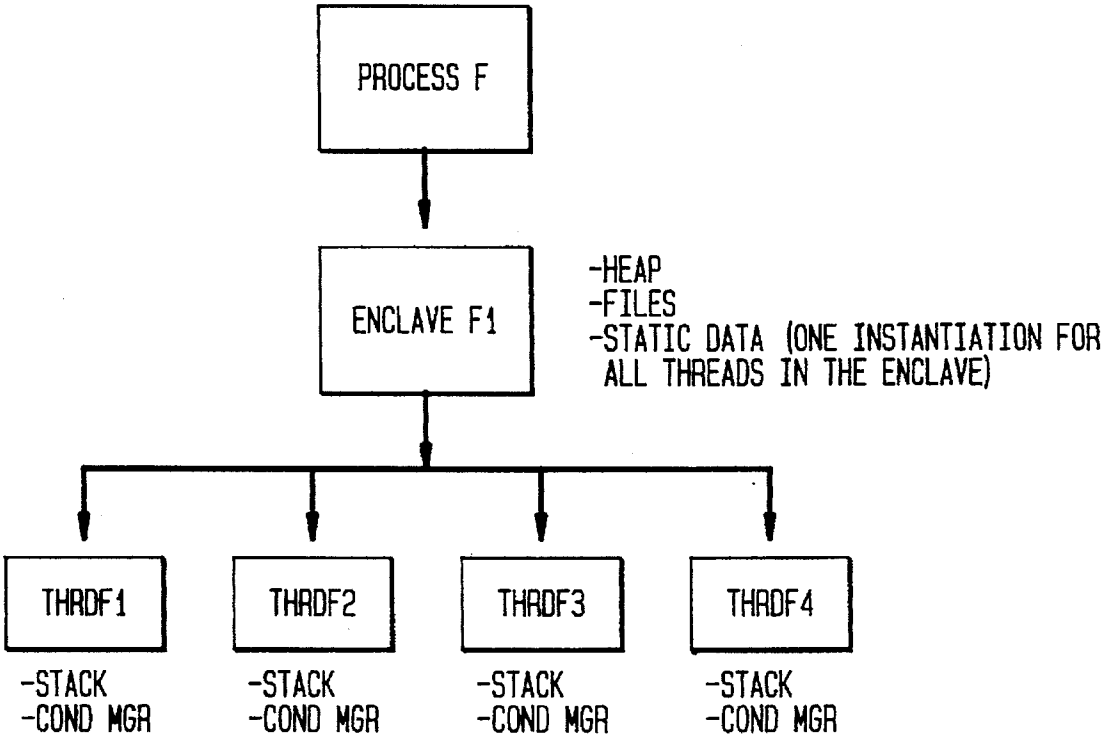 PROCESS F
ENCLAVE F1
-HEAP
-FILES
-STATIC DATA (ONE INSTANTIATION FOR
ALL THREADS IN THE ENCLAVE)
THRDF1
THRDF2
THRDF3
THRDF4
-STACK
-COND MGR
-STACK
-COND MGR
-STACK
-COND MGR
-STACK
-COND MGR